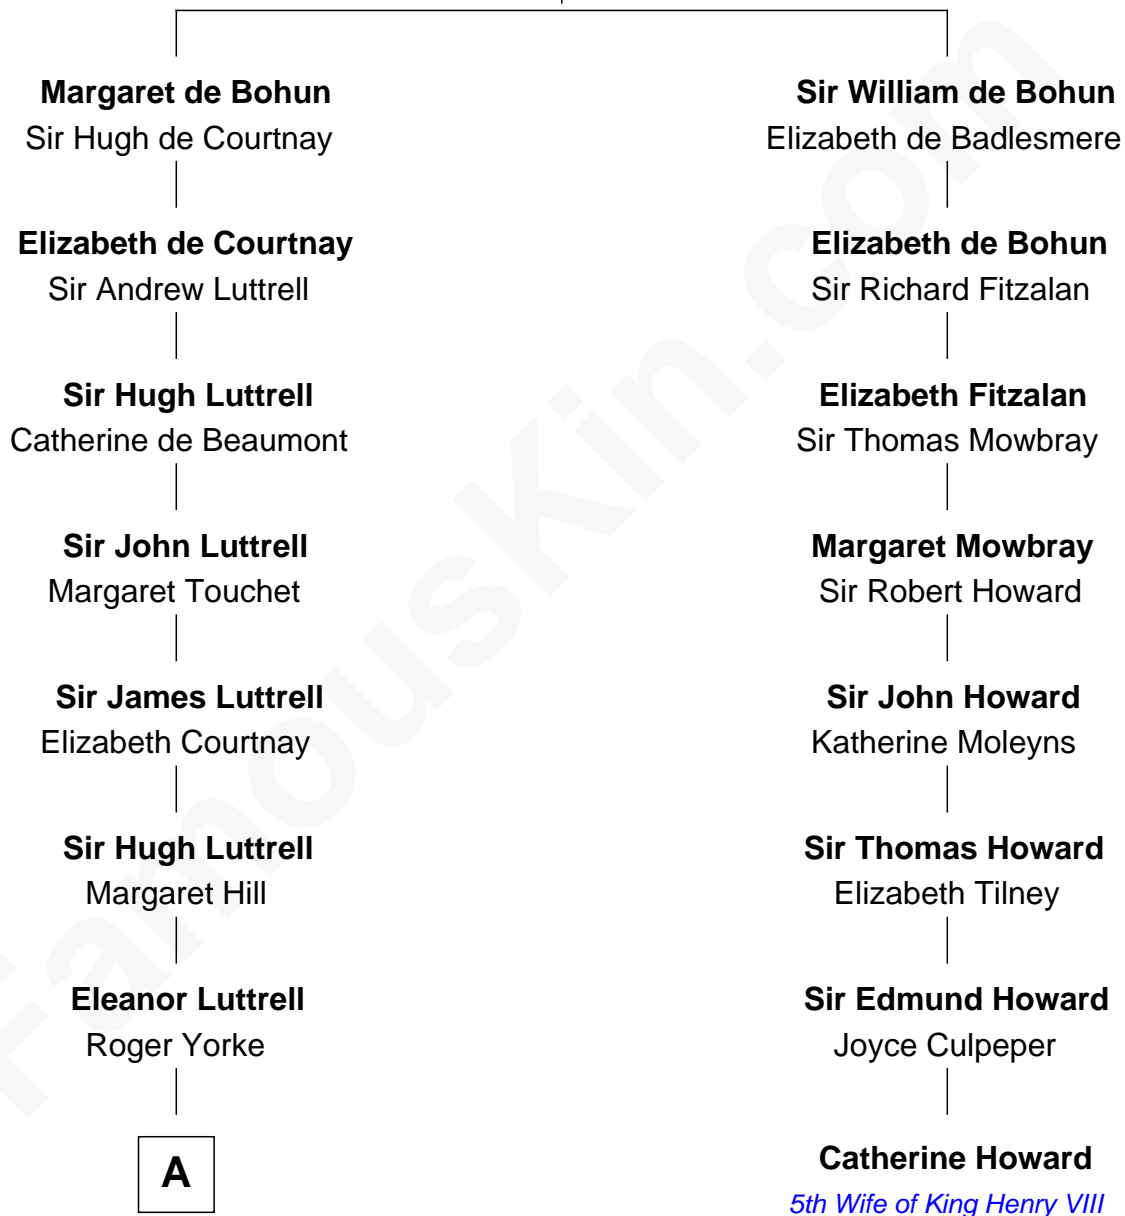 Margaret de Bohun
Sir Hugh de Courtnay
Elizabeth de Courtnay
Sir Andrew Luttrell
Sir Hugh Luttrell
Catherine de Beaumont
Sir John Luttrell
Margaret Touchet
Sir James Luttrell
Elizabeth Courtnay
Sir Hugh Luttrell
Margaret Hill
Eleanor Luttrell
Roger Yorke
A
Sir William de Bohun
Elizabeth de Badlesmere
Elizabeth de Bohun
Sir Richard Fitzalan
Elizabeth Fitzalan
Sir Thomas Mowbray
Margaret Mowbray
Sir Robert Howard
Sir John Howard
Katherine Moleyns
Sir Thomas Howard
Elizabeth Tilney
Sir Edmund Howard
Joyce Culpeper
Catherine Howard
5th Wife of King Henry VIII
FamousKin.com